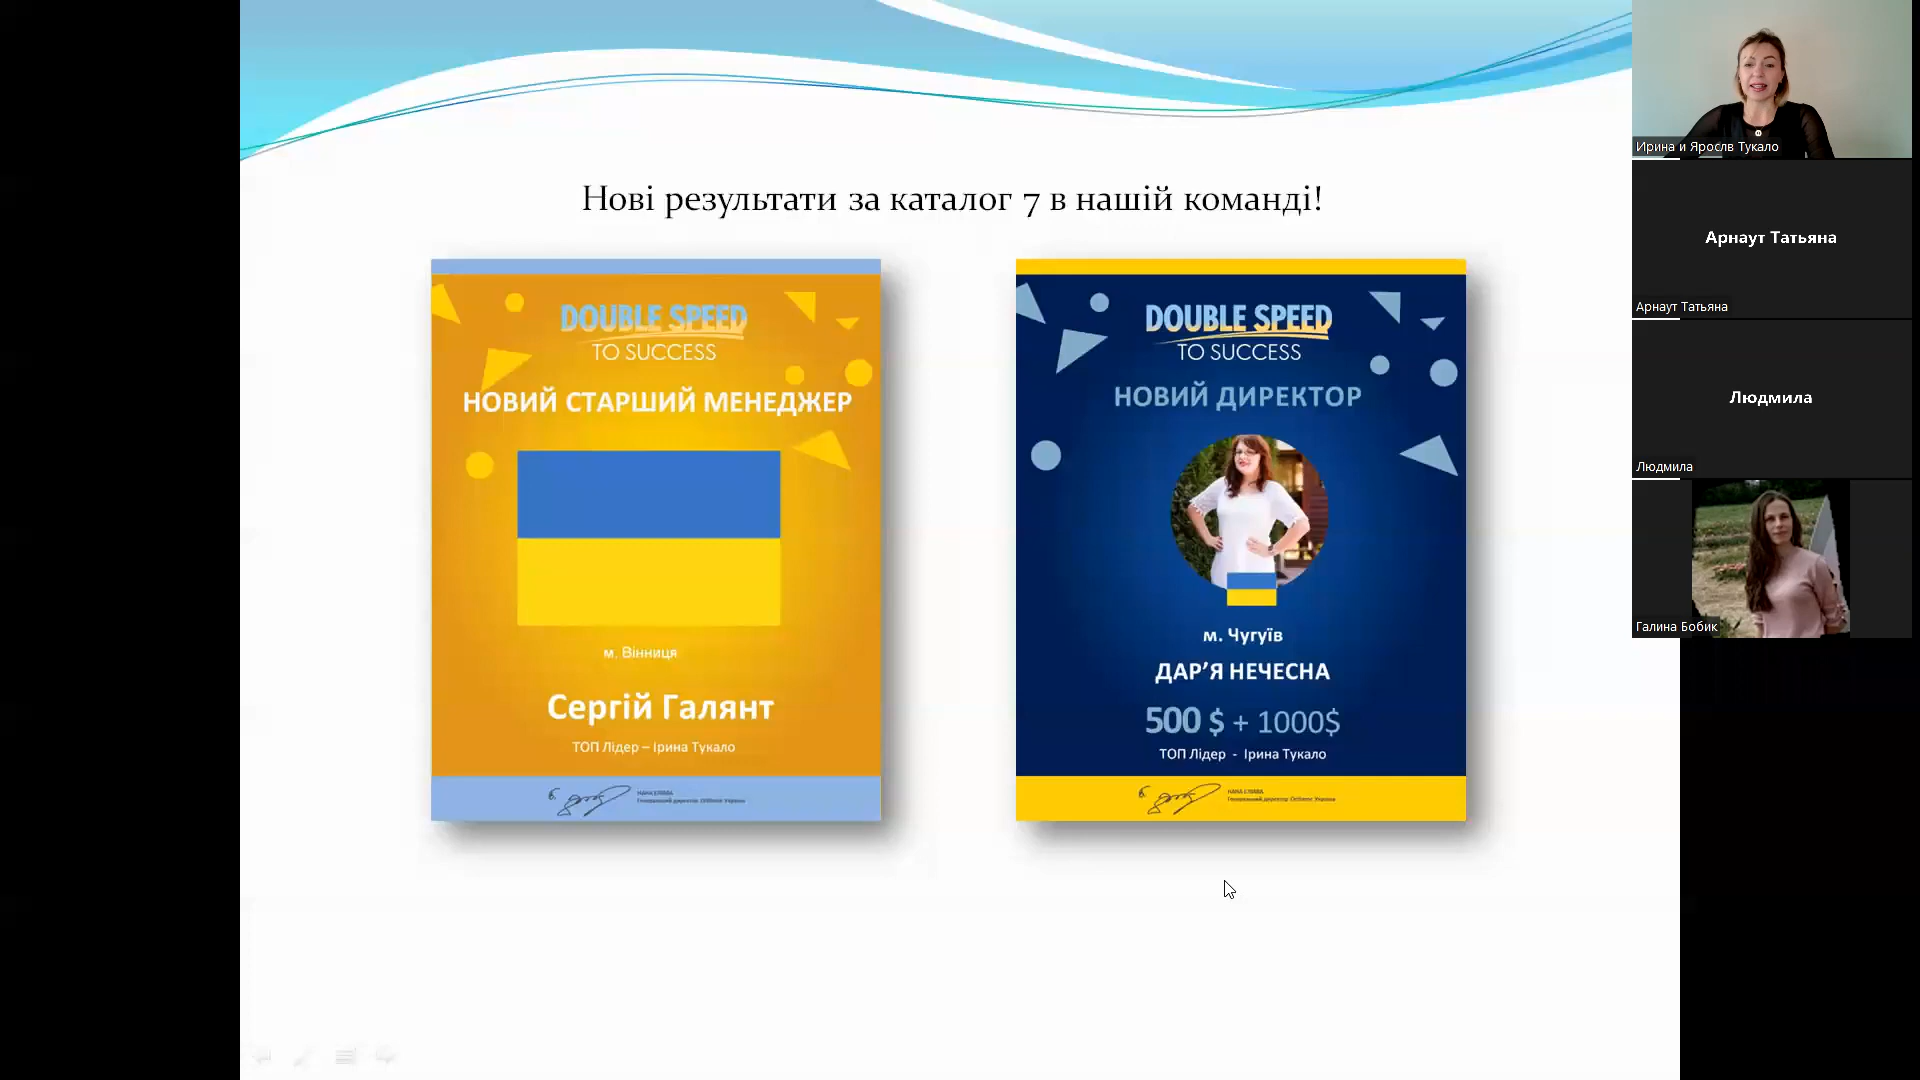 Нові результати за каталог 7 в нашій команді!
DOUBLE SPEED
TO SUCCESS
НОВИЙ СТАРШИЙ МЕНЕДЖЕР
м. Вінниця
Сергій Галянт
ТОП Лідер – Ірина Тукало
DOUBLE SPEED
TO SUCCESS
НОВИЙ ДИРЕКТОР
м. Чугуїв
ДАР’Я НЕЧЕСНА
500 $ + 1000$
ТОП Лідер - Ірина Тукало
Ирина и Ярослв Тукало
Арнаут Татьяна
Арнаут Татьяна
Людмила
Людмила
Галина Бобик